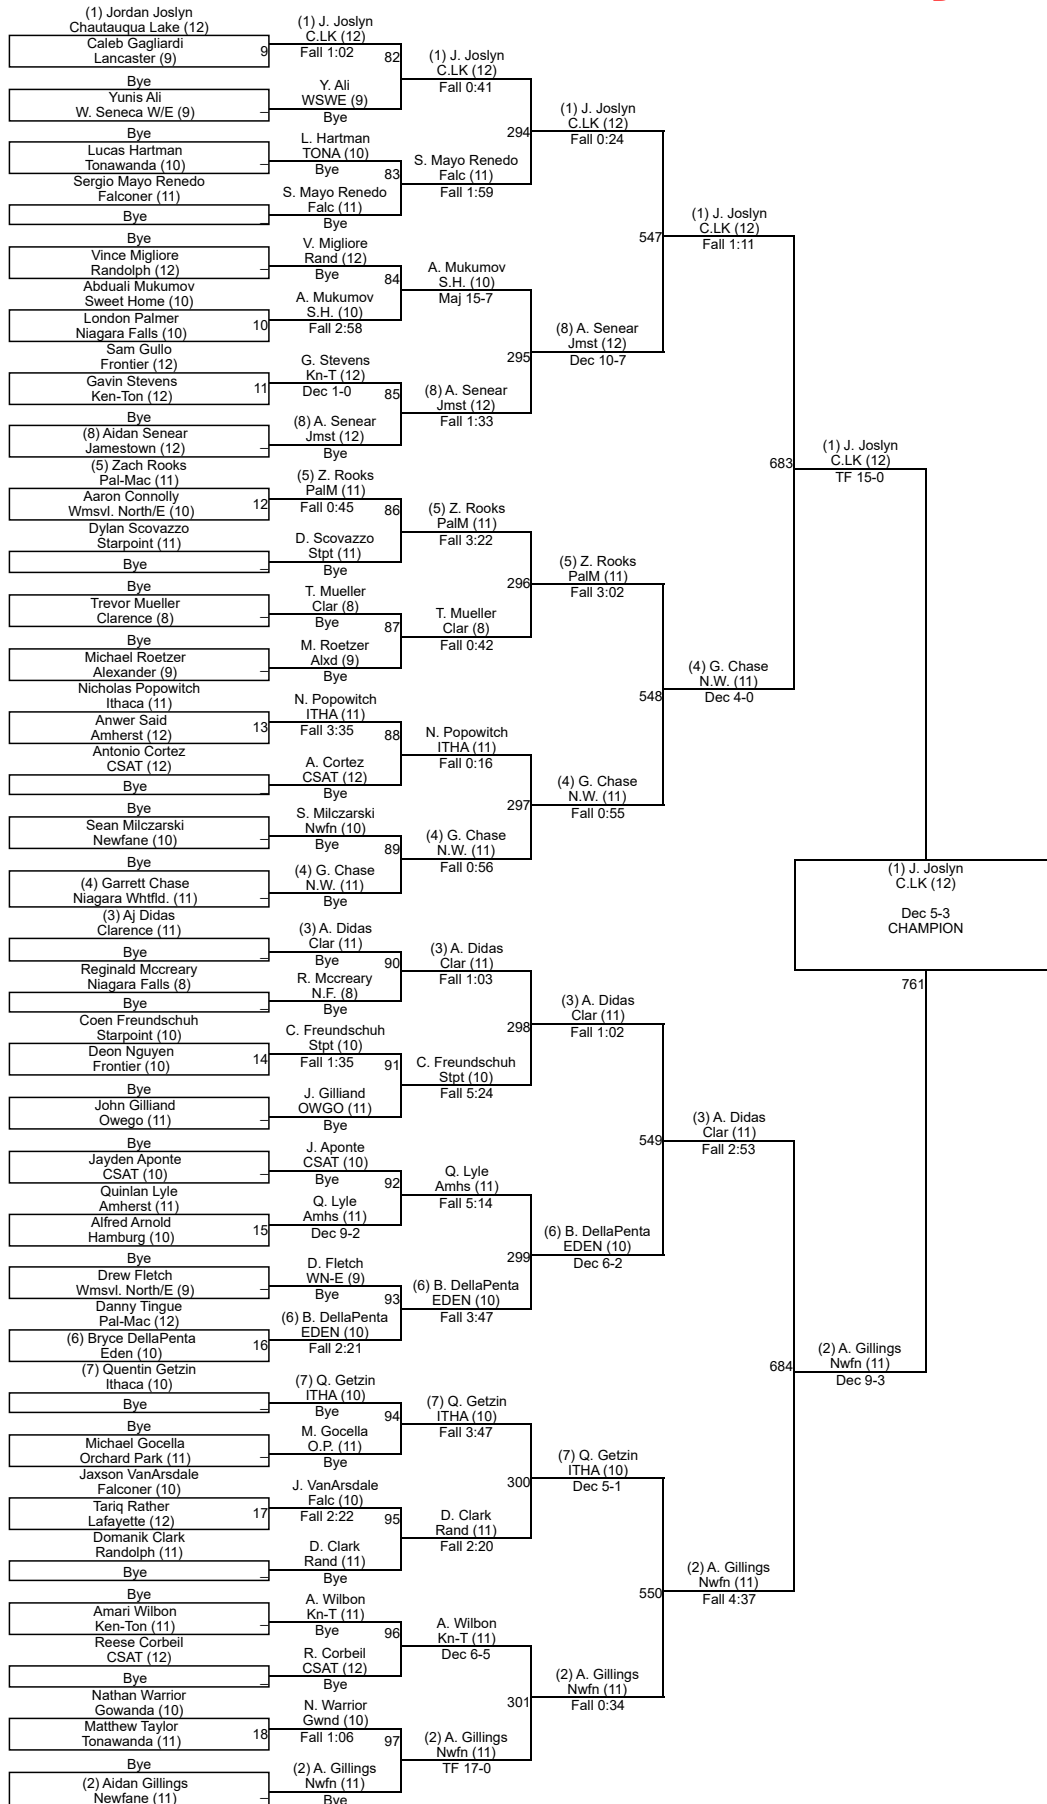 (1) Jordan Joslyn
Chautauqua Lake (12)
Caleb Gagliardi
Lancaster (9)
Bye
Yunis Ali
W. Seneca W/E (9)
Bye
Lucas Hartman
Tonawanda (10)
Sergio Mayo Renedo
Falconer (11)
Bye
Bye
Vince Migliore
Randolph (12)
Abduali Mukumov
Sweet Home (10)
London Palmer
Niagara Falls (10)
Sam Gullo
Frontier (12)
Gavin Stevens
Ken-Ton (12)
Bye
(8) Aidan Senear
Jamestown (12)
(5) Zach Rooks
Pal-Mac (11)
Aaron Connolly
Wmsvl. North/E (10)
Dylan Scovazzo
Starpoint (11)
Bye
Bye
Trevor Mueller
Clarence (8)
Bye
Michael Roetzer
Alexander (9)
Nicholas Popowitch
Ithaca (11)
Anwer Said
Amherst (12)
Antonio Cortez
CSAT (12)
Bye
Bye
Sean Milczarski
Newfane (10)
Bye
(4) Garrett Chase
Niagara Whtfld. (11)
(3) Aj Didas
Clarence (11)
Bye
Reginald Mccreary
Niagara Falls (8)
Bye
Coen Freundschuh
Starpoint (10)
Deon Nguyen
Frontier (10)
Bye
John Gilliand
Owego (11)
Bye
Jayden Aponte
CSAT (10)
Quinlan Lyle
Amherst (11)
Alfred Arnold
Hamburg (10)
Bye
Drew Fletch
Wmsvl. North/E (9)
Danny Tingue
Pal-Mac (12)
(6) Bryce DellaPenta
Eden (10)
(7) Quentin Getzin
Ithaca (10)
Bye
Bye
Michael Gocella
Orchard Park (11)
Jaxson VanArsdale
Falconer (10)
Tariq Rather
Lafayette (12)
Domanik Clark
Randolph (11)
Bye
Bye
Amari Wilbon
Ken-Ton (11)
Reese Corbeil
CSAT (12)
Bye
Nathan Warrior
Gowanda (10)
Matthew Taylor
Tonawanda (11)
Bye
(2) Aidan Gillings
Newfane (11)
9
10
11
12
13
14
15
16
17
18
(1) J. Joslyn
C.LK (12)
Fall 1:02
Y. Ali
WSWE (9)
Bye
L. Hartman
TONA (10)
Bye
S. Mayo Renedo
Falc (11)
Bye
V. Migliore
Rand (12)
Bye
A. Mukumov
S.H. (10)
Fall 2:58
G. Stevens
Kn-T (12)
Dec 1-0
(8) A. Senear
Jmst (12)
Bye
(5) Z. Rooks
PalM (11)
Fall 0:45
D. Scovazzo
Stpt (11)
Bye
T. Mueller
Clar (8)
Bye
M. Roetzer
Alxd (9)
Bye
N. Popowitch
ITHA (11)
Fall 3:35
A. Cortez
CSAT (12)
Bye
S. Milczarski
Nwfn (10)
Bye
(4) G. Chase
N.W. (11)
Bye
(3) A. Didas
Clar (11)
Bye
R. Mccreary
N.F. (8)
Bye
C. Freundschuh
Stpt (10)
Fall 1:35
J. Gilliand
OWGO (11)
Bye
J. Aponte
CSAT (10)
Bye
Q. Lyle
Amhs (11)
Dec 9-2
D. Fletch
WN-E (9)
Bye
(6) B. DellaPenta
EDEN (10)
Fall 2:21
(7) Q. Getzin
ITHA (10)
Bye
M. Gocella
O.P. (11)
Bye
J. VanArsdale
Falc (10)
Fall 2:22
D. Clark
Rand (11)
Bye
A. Wilbon
Kn-T (11)
Bye
R. Corbeil
CSAT (12)
Bye
N. Warrior
Gwnd (10)
Fall 1:06
(2) A. Gillings
Nwfn (11)
Bye
82
83
84
85
86
87
88
89
90
91
92
93
94
95
96
97
(1) J. Joslyn
C.LK (12)
Fall 0:41
S. Mayo Renedo
Falc (11)
Fall 1:59
A. Mukumov
S.H. (10)
Maj 15-7
(8) A. Senear
Jmst (12)
Fall 1:33
(5) Z. Rooks
PalM (11)
Fall 3:22
T. Mueller
Clar (8)
Fall 0:42
N. Popowitch
ITHA (11)
Fall 0:16
(4) G. Chase
N.W. (11)
Fall 0:56
(3) A. Didas
Clar (11)
Fall 1:03
C. Freundschuh
Stpt (10)
Fall 5:24
Q. Lyle
Amhs (11)
Fall 5:14
(6) B. DellaPenta
EDEN (10)
Fall 3:47
(7) Q. Getzin
ITHA (10)
Fall 3:47
D. Clark
Rand (11)
Fall 2:20
A. Wilbon
Kn-T (11)
Dec 6-5
(2) A. Gillings
Nwfn (11)
TF 17-0
294
295
296
297
298
299
300
301
(1) J. Joslyn
C.LK (12)
Fall 0:24
(8) A. Senear
Jmst (12)
Dec 10-7
(5) Z. Rooks
PalM (11)
Fall 3:02
(4) G. Chase
N.W. (11)
Fall 0:55
(3) A. Didas
Clar (11)
Fall 1:02
(6) B. DellaPenta
EDEN (10)
Dec 6-2
(7) Q. Getzin
ITHA (10)
Dec 5-1
(2) A. Gillings
Nwfn (11)
Fall 0:34
547
548
549
550
(1) J. Joslyn
C.LK (12)
Fall 1:11
(4) G. Chase
N.W. (11)
Dec 4-0
(3) A. Didas
Clar (11)
Fall 2:53
(2) A. Gillings
Nwfn (11)
Fall 4:37
683
684
(1) J. Joslyn
C.LK (12)
TF 15-0
(2) A. Gillings
Nwfn (11)
Dec 9-3
(1) J. Joslyn
C.LK (12)
Dec 5-3
CHAMPION
761